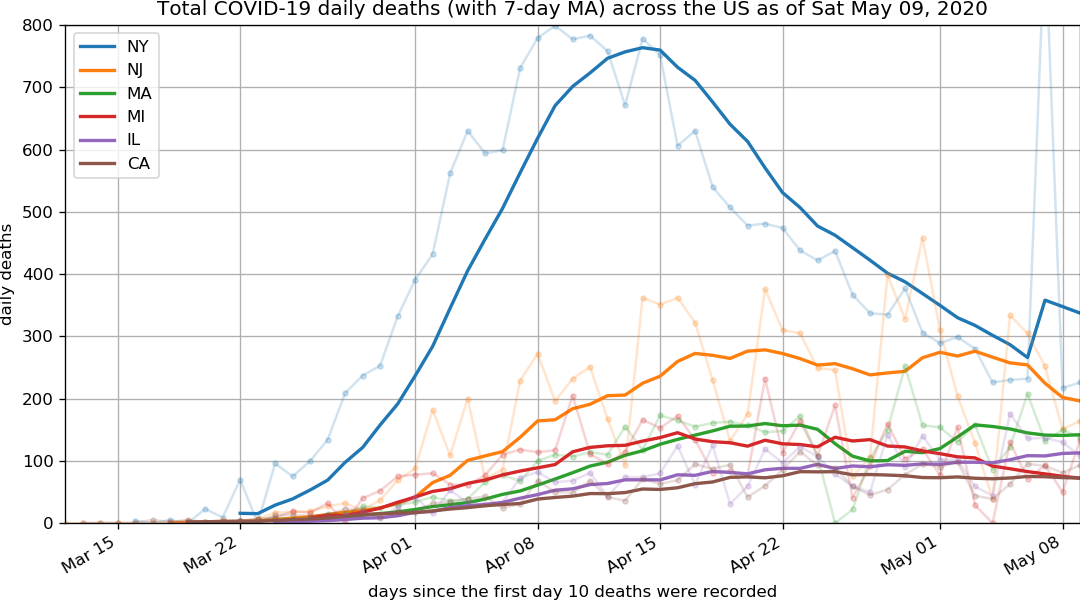 Total COVID-19 daily deaths (with 7-day MA) across the US as of Sat May 09, 2020
800
700
600
500
400
300
200
100
0
daily deaths
NY
NJ
MA
MI
IL
CA
Mar 15
Mar 22
Apr 01
Apr 08
Apr 15
Apr 22
May 01
May 08
days since the first day 10 deaths were recorded